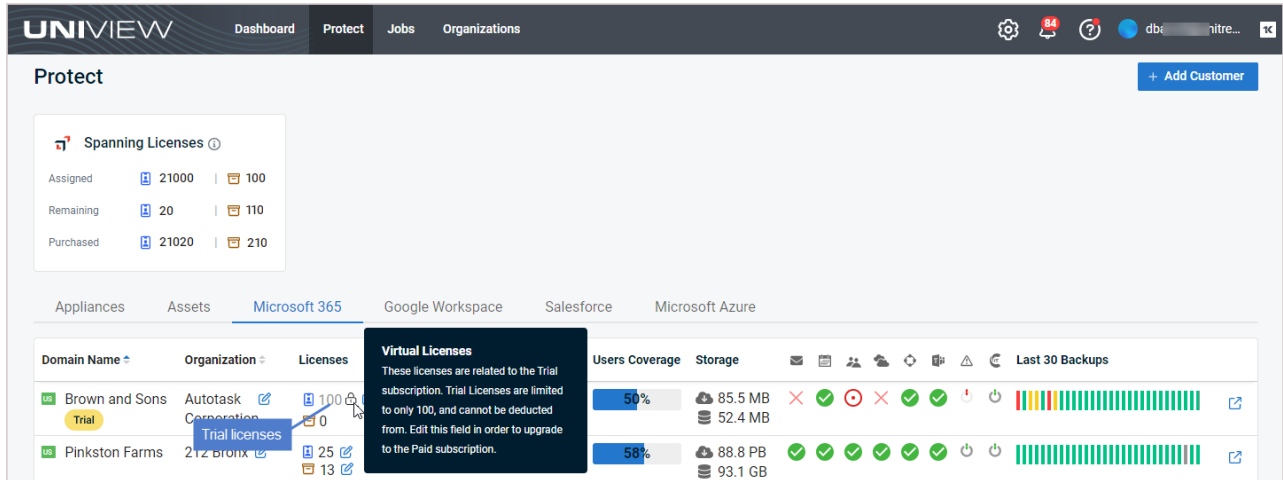 UNIVIEW Dashboard Protect Jobs Organizations 84 dba nitre...
Protect
+ Add Customer
Spanning Licenses
Assigned 21000 | 100
Remaining 20 | 110
Purchased 21020 | 210
Appliances Assets Microsoft 365 Google Workspace Salesforce Microsoft Azure
Domain Name Organization Licenses Users Coverage Storage Last 30 Backups
Virtual Licenses
These licenses are related to the Trial
subscription. Trial Licenses are limited
to only 100, and cannot be deducted
from. Edit this field in order to upgrade
to the Paid subscription.
US Brown and Sons Autotask 100 50% 85.5 MB
Trial 0 52.4 MB
Trial licenses
US Pinkston Farms 212 Bronx 25 58% 88.8 PB
13 93.1 GB